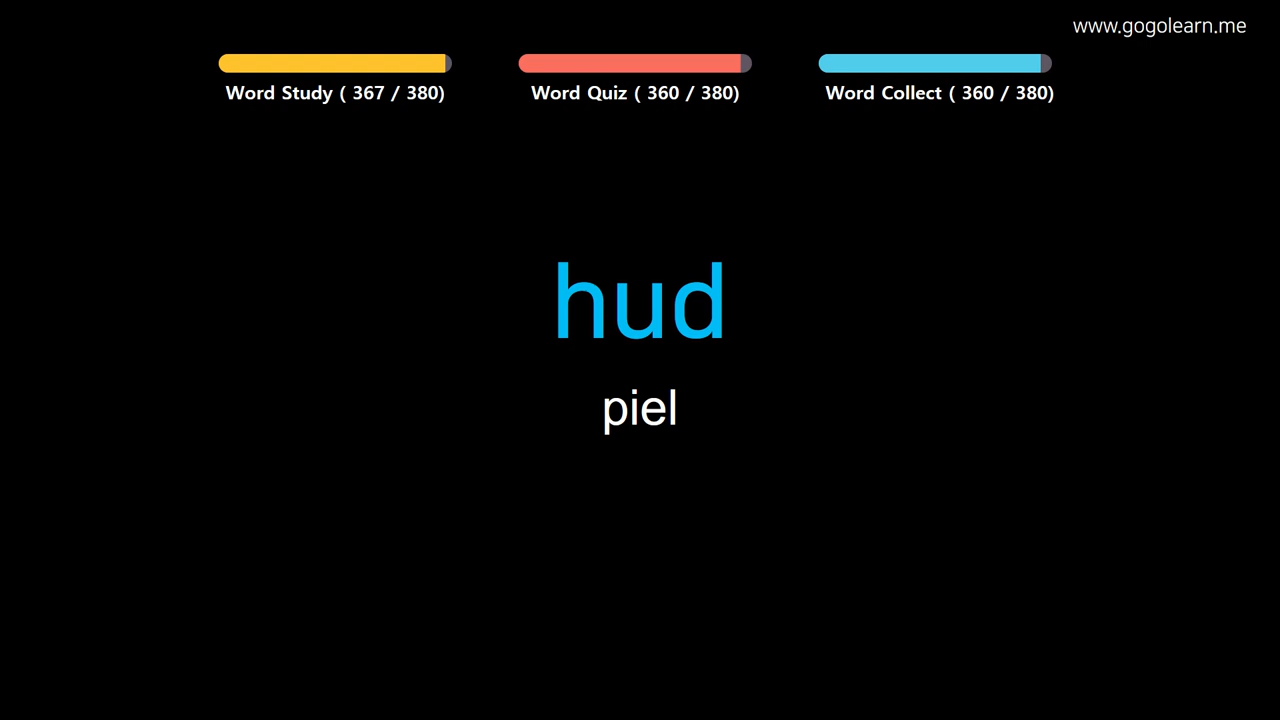 www.gogolearn.me
Word Study ( 367 / 380)
Word Quiz ( 360 / 380)
Word Collect ( 360 / 380)
hud
piel